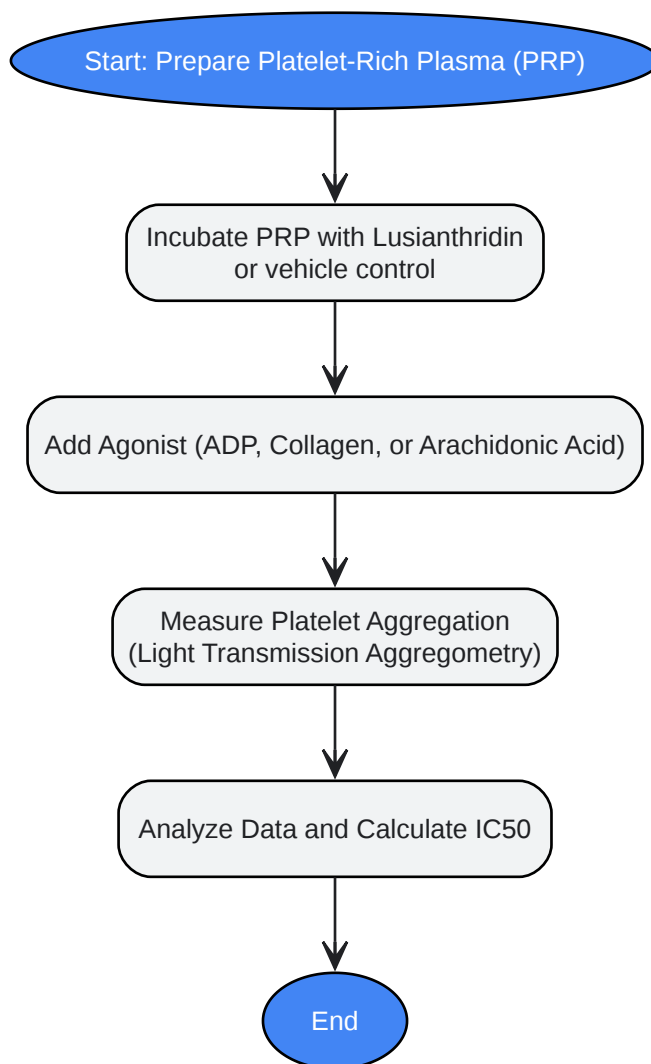 Start: Prepare Platelet-Rich Plasma (PRP)
Incubate PRP with Lusianthridin
or vehicle control
Add Agonist (ADP, Collagen, or Arachidonic Acid)
Measure Platelet Aggregation
(Light Transmission Aggregometry)
Analyze Data and Calculate IC50
End